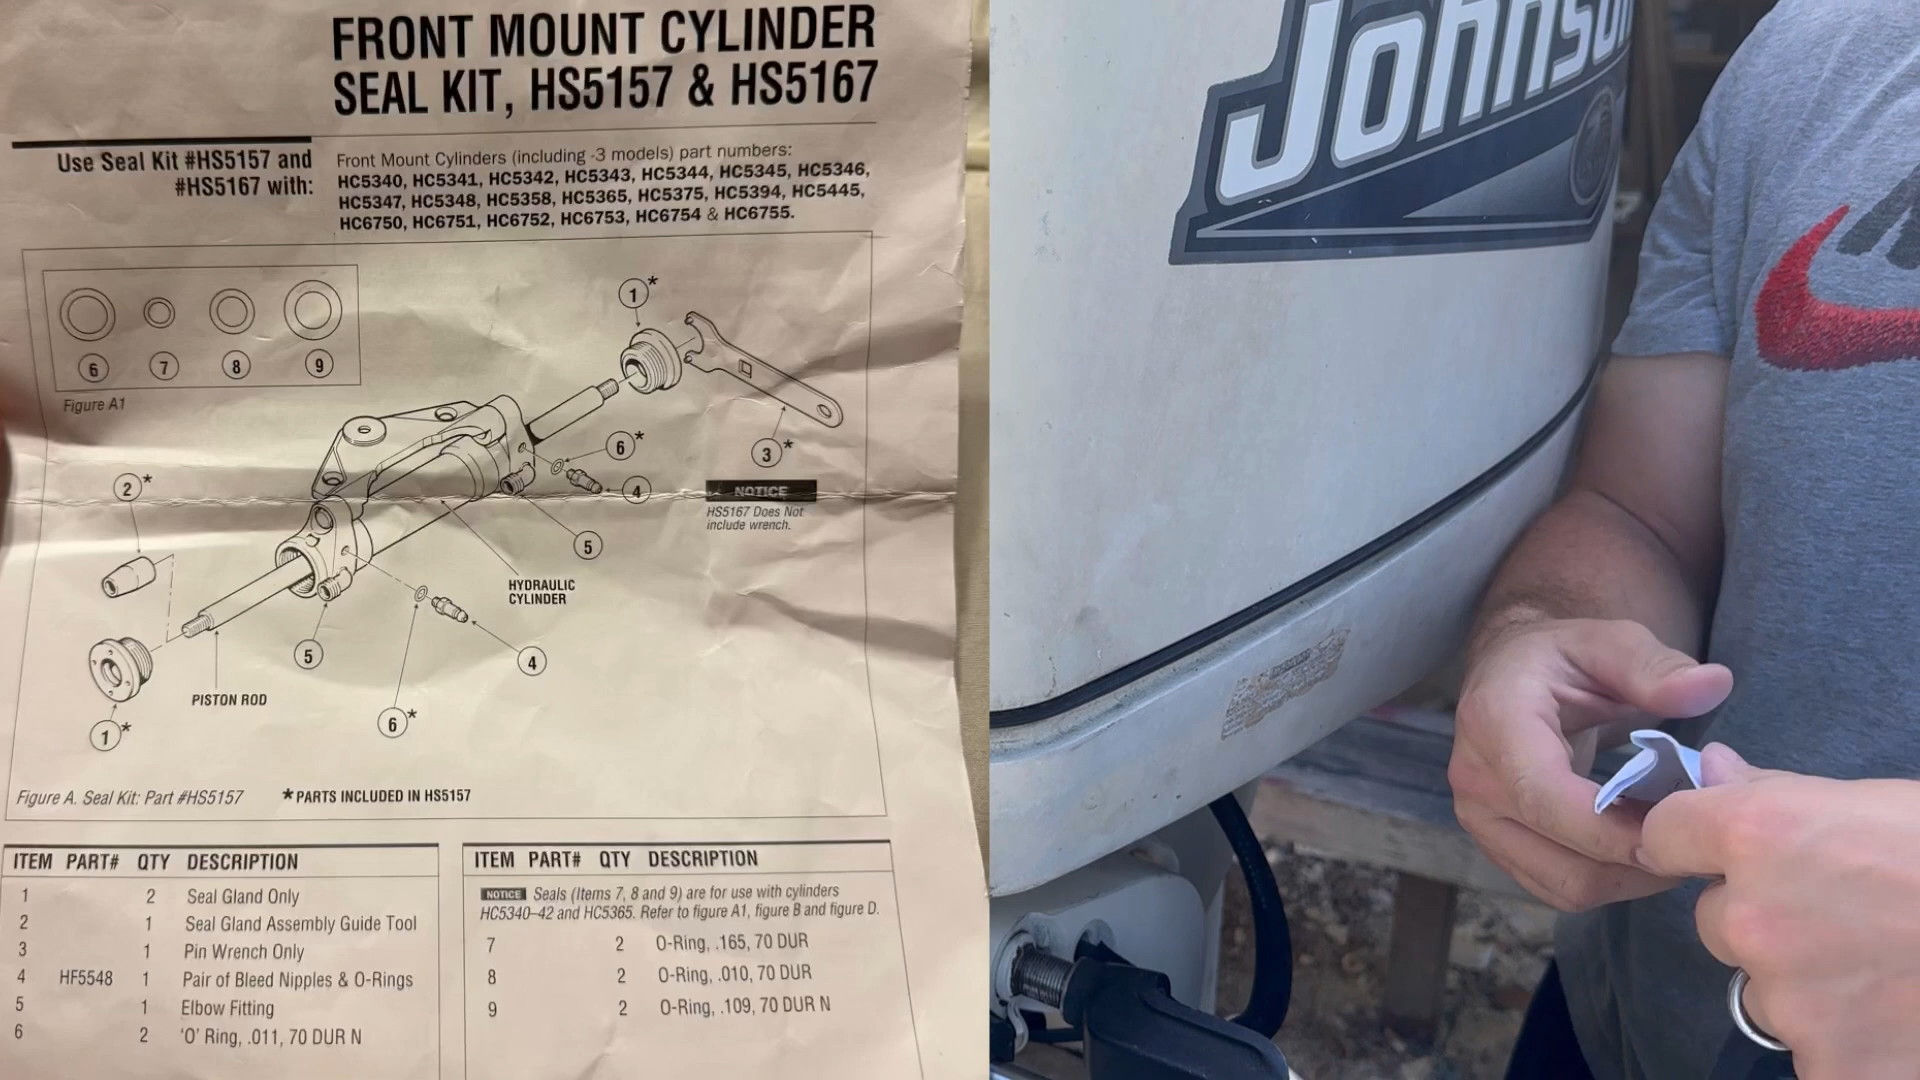 FRONT MOUNT CYLINDER
SEAL KIT, HS5157 & HS5167
Use Seal Kit #HS5157 and
#HS5167 with:
Front Mount Cylinders (including -3 models) part numbers:
HC5340, HC5341, HC5342, HC5343, HC5344, HC5345, HC5346,
HC5347, HC5348, HC5358, HC5365, HC5375, HC5394, HC5445,
HC6750, HC6751, HC6752, HC6753, HC6754 & HC6755.
6 7 8 9
Figure A1
1*
2*
3*
6*
4
5
NOTICE
HS5167 Does Not
include wrench.
HYDRAULIC
CYLINDER
5
4
PISTON ROD
6*
1*
Figure A. Seal Kit: Part #HS5157
*PARTS INCLUDED IN HS5157
ITEM PART# QTY DESCRIPTION
1 2 Seal Gland Only
2 1 Seal Gland Assembly Guide Tool
3 1 Pin Wrench Only
4 HF5548 1 Pair of Bleed Nipples & O-Rings
5 1 Elbow Fitting
6 2 'O' Ring, .011, 70 DUR N
ITEM PART# QTY DESCRIPTION
NOTICE Seals (Items 7, 8 and 9) are for use with cylinders
HC5340-42 and HC5365. Refer to figure A1, figure B and figure D.
7 2 O-Ring, .165, 70 DUR
8 2 O-Ring, .010, 70 DUR
9 2 O-Ring, .109, 70 DUR N
Johnson